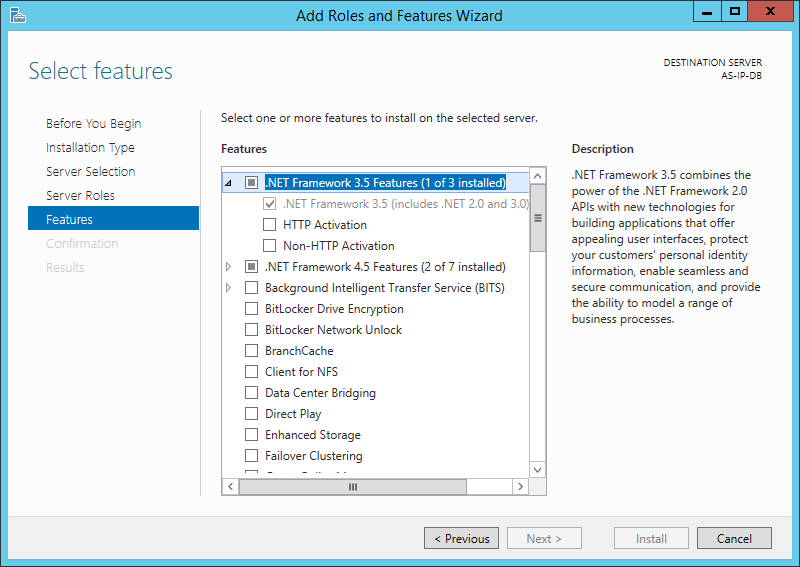 Add Roles and Features Wizard
Select features
DESTINATION SERVER
AS-IP-DB
Before You Begin
Installation Type
Server Selection
Server Roles
Features
Confirmation
Results
Select one or more features to install on the selected server.
Features
.NET Framework 3.5 Features (1 of 3 installed)
.NET Framework 3.5 (includes .NET 2.0 and 3.0)
HTTP Activation
Non-HTTP Activation
.NET Framework 4.5 Features (2 of 7 installed)
Background Intelligent Transfer Service (BITS)
BitLocker Drive Encryption
BitLocker Network Unlock
BranchCache
Client for NFS
Data Center Bridging
Direct Play
Enhanced Storage
Failover Clustering
Description
.NET Framework 3.5 combines the
power of the .NET Framework 2.0
APIs with new technologies for
building applications that offer
appealing user interfaces, protect
your customers' personal identity
information, enable seamless and
secure communication, and provide
the ability to model a range of
business processes.
< Previous
Next >
Install
Cancel